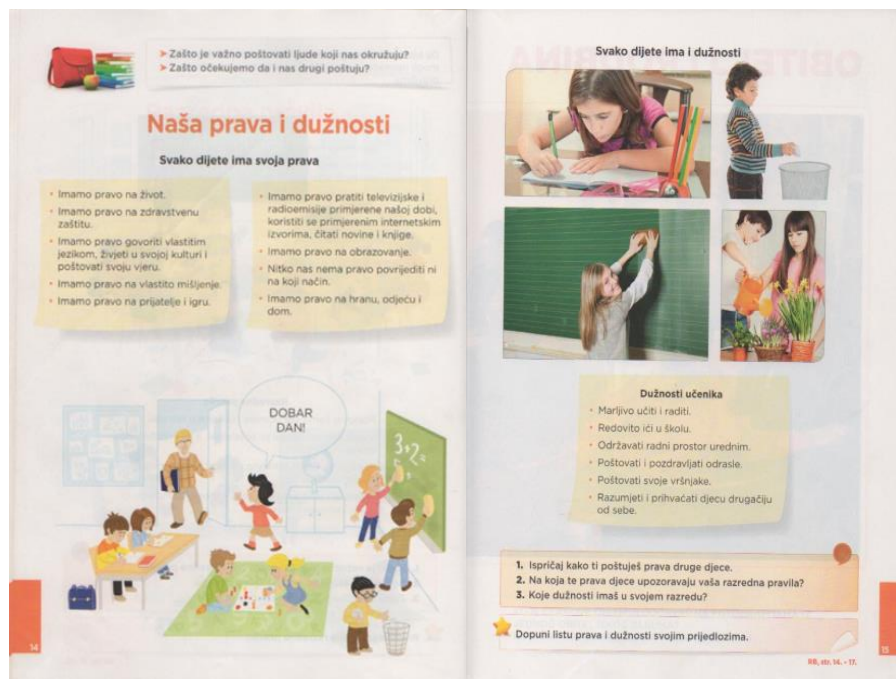 ➤ Zašto je važno poštovati ljude koji nas okružuju?
➤ Zašto očekujemo da i nas drugi poštuju?
Naša prava i dužnosti
Svako dijete ima svoja prava
• Imamo pravo na život.
• Imamo pravo na zdravstvenu
zaštitu.
• Imamo pravo govoriti vlastitim
jezikom, živjeti u svojoj kulturi i
poštovati svoju vjeru.
• Imamo pravo na vlastito mišljenje.
• Imamo pravo na prijatelje i igru.
• Imamo pravo pratiti televizijske i
radioemisije primjerene našoj dobi,
koristiti se primjerenim internetskim
izvorima, čitati novine i knjige.
• Imamo pravo na obrazovanje.
• Nitko nas nema pravo povrijediti ni
na koji način.
• Imamo pravo na hranu, odjeću i
dom.
DOBAR
DAN!
3+2=
14
Svako dijete ima i dužnosti
Dužnosti učenika
• Marljivo učiti i raditi.
• Redovito ići u školu.
• Održavati radni prostor urednim.
• Poštovati i pozdravljati odrasle.
• Poštovati svoje vršnjake.
• Razumjeti i prihvaćati djecu drugačiju
od sebe.
1. Ispričaj kako ti poštuješ prava druge djece.
2. Na koja te prava djece upozoravaju vaša razredna pravila?
3. Koje dužnosti imaš u svojem razredu?
Dopuni listu prava i dužnosti svojim prijedlozima.
RB, str. 14. - 17.
15